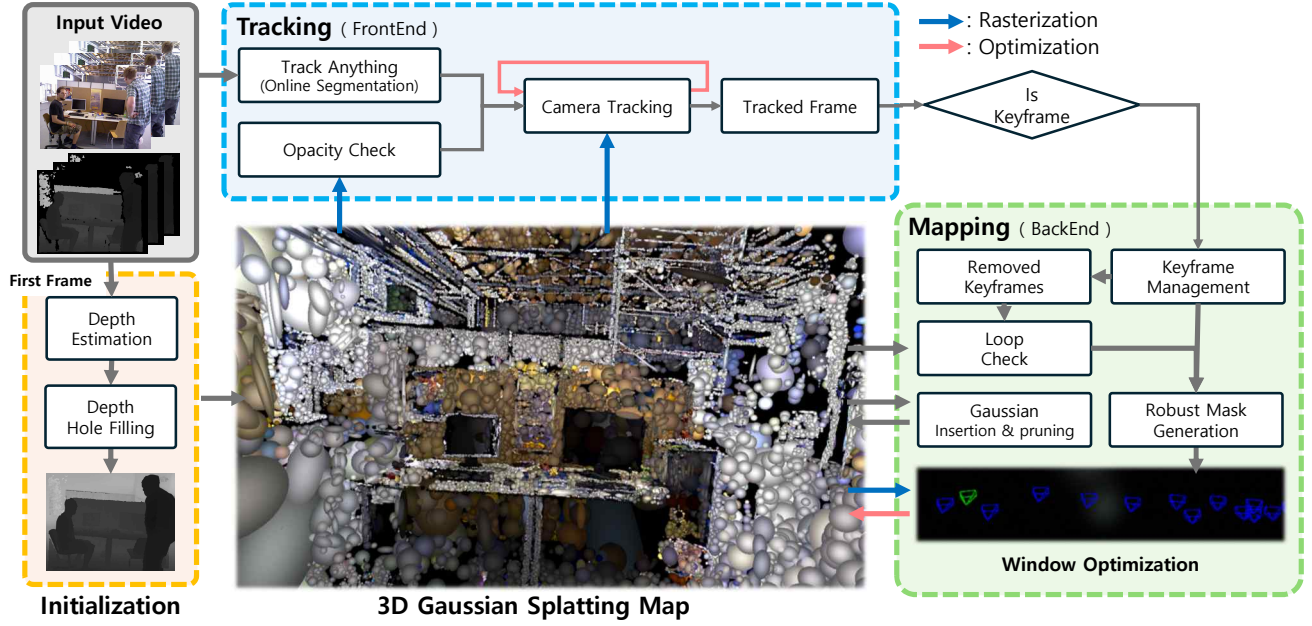 Input Video
Tracking ( FrontEnd )
Track Anything
(Online Segmentation)
Opacity Check
Camera Tracking
Tracked Frame
: Rasterization
: Optimization
Is
Keyframe
First Frame
Depth
Estimation
Depth
Hole Filling
Initialization
3D Gaussian Splatting Map
Mapping ( BackEnd )
Removed
Keyframes
Keyframe
Management
Loop
Check
Gaussian
Insertion & pruning
Robust Mask
Generation
Window Optimization